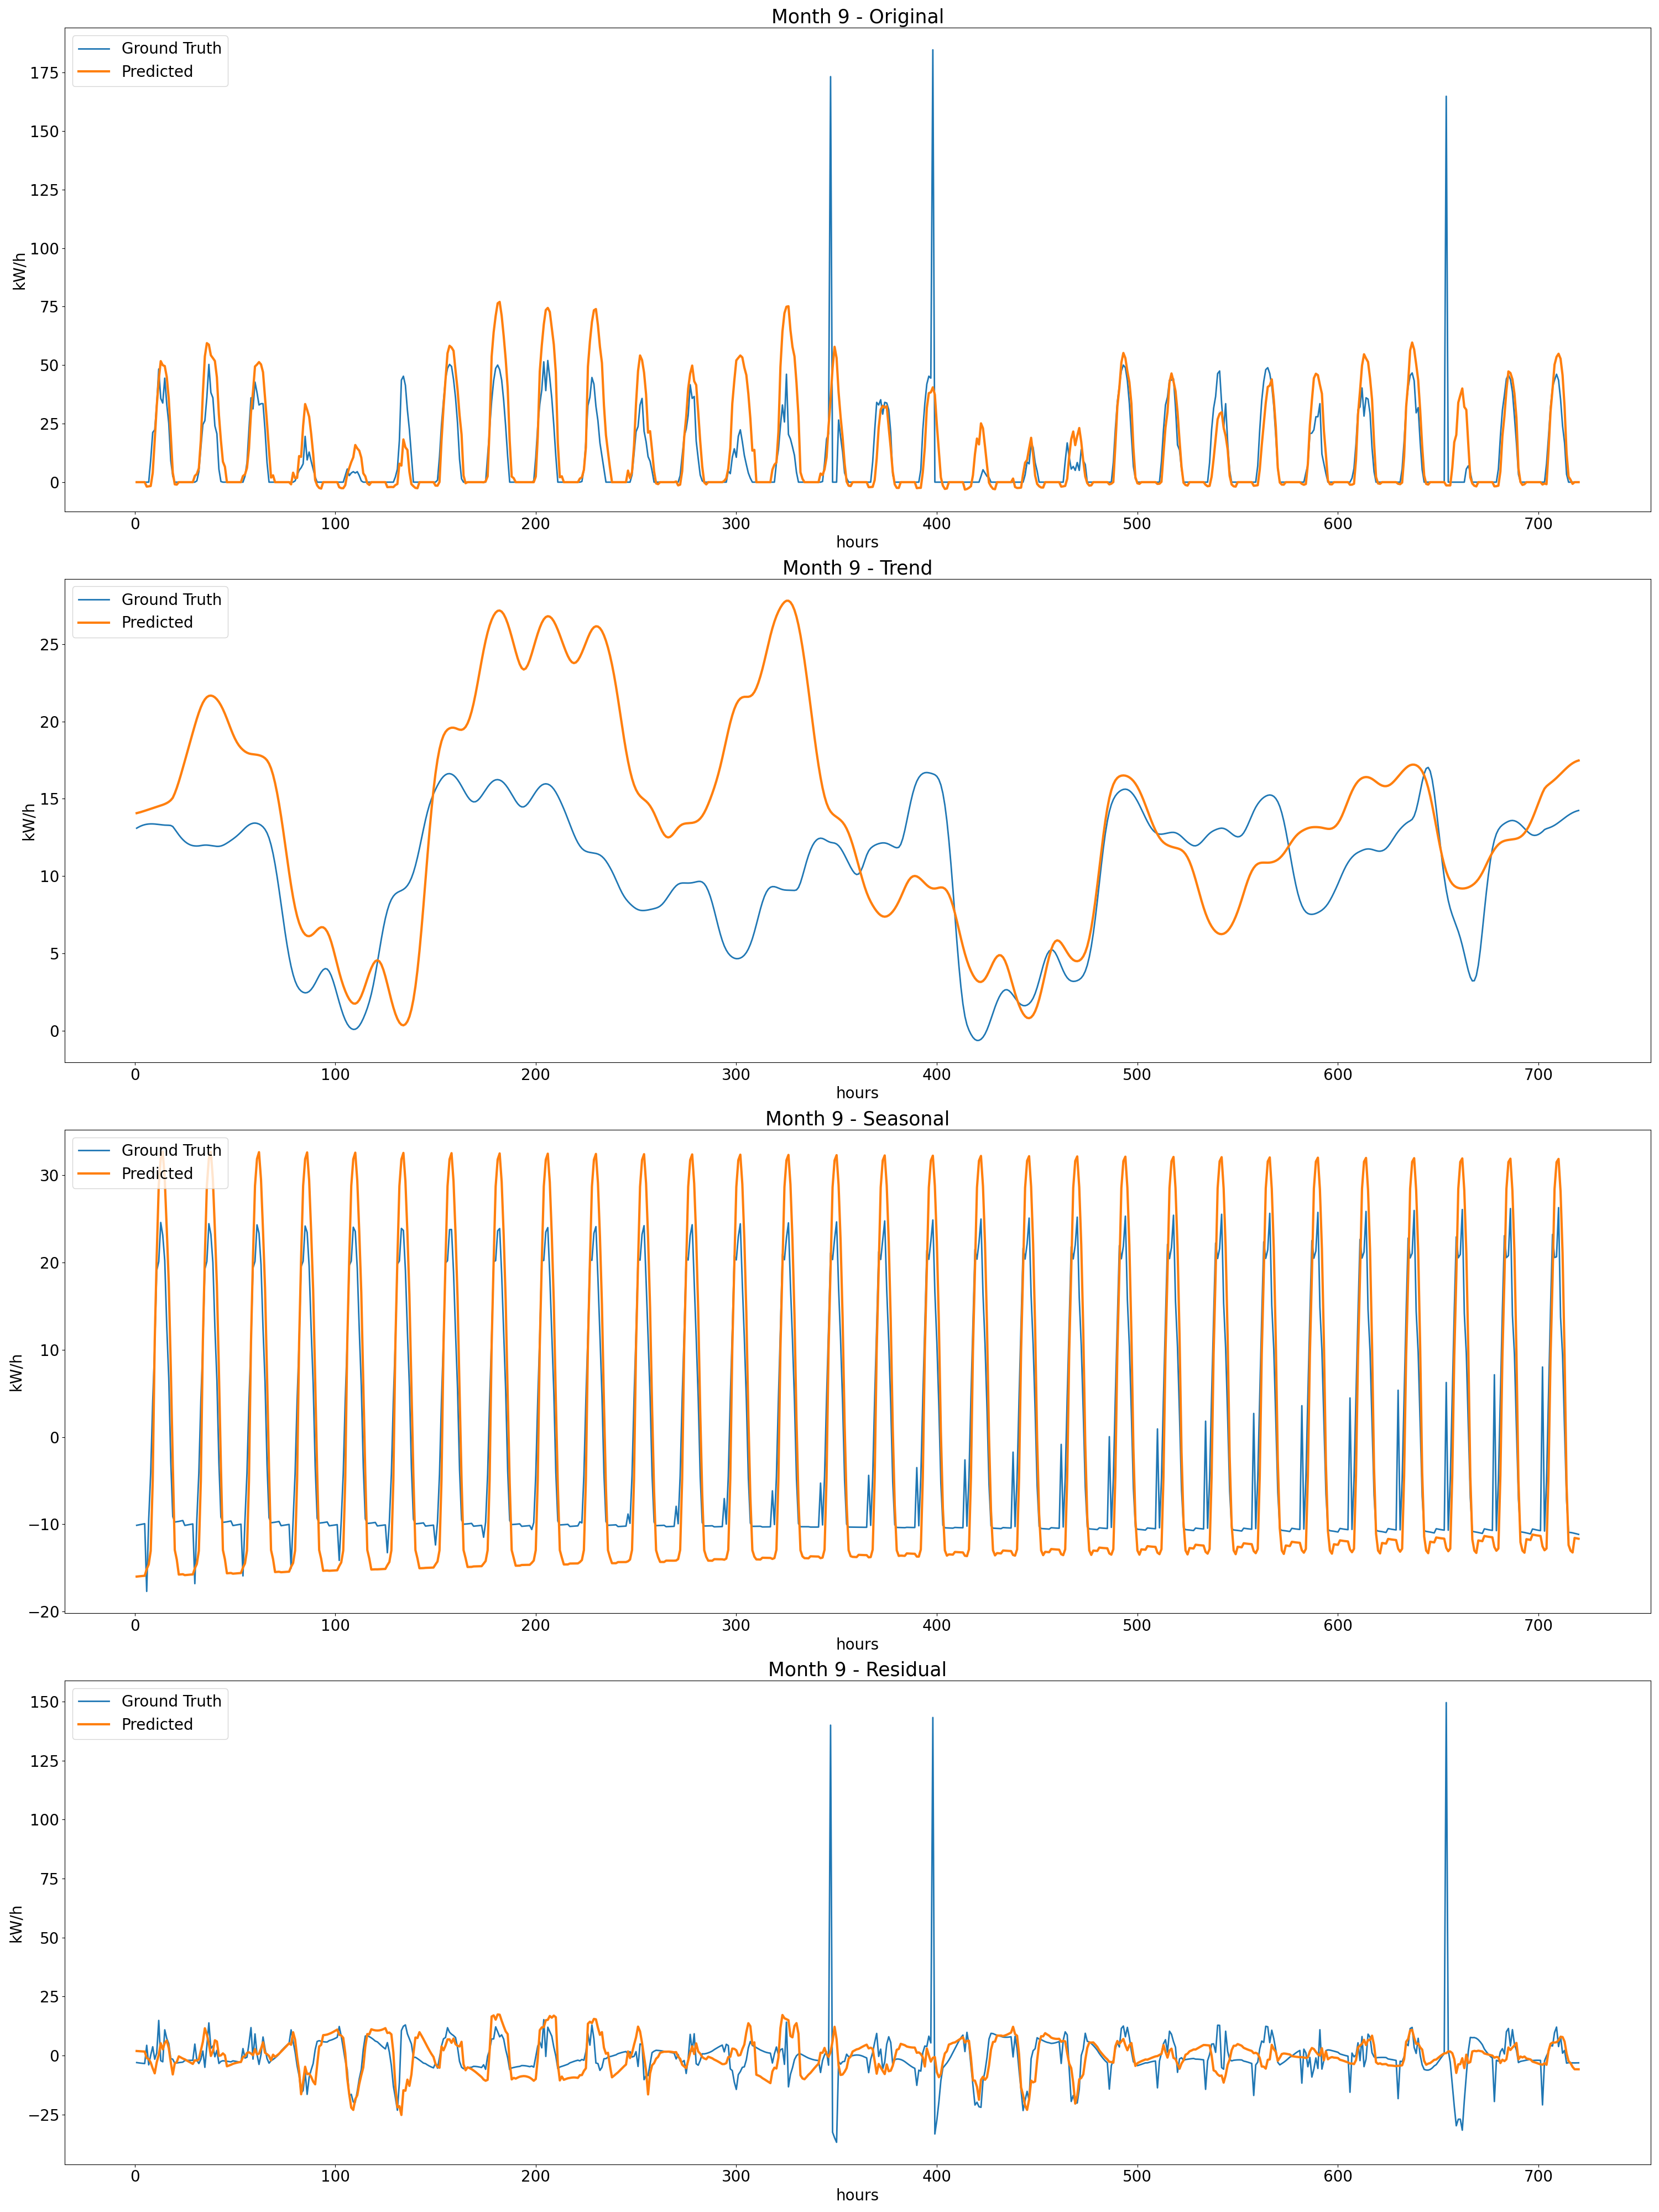 Month 9 - Original
Ground Truth
Predicted
175
150
125
100
75
50
25
0
kW/h
0 100 200 300 400 500 600 700
hours
Month 9 - Trend
Ground Truth
Predicted
25
20
15
10
5
0
kW/h
0 100 200 300 400 500 600 700
hours
Month 9 - Seasonal
Ground Truth
Predicted
30
20
10
0
−10
−20
kW/h
0 100 200 300 400 500 600 700
hours
Month 9 - Residual
Ground Truth
Predicted
150
125
100
75
50
25
0
−25
kW/h
0 100 200 300 400 500 600 700
hours